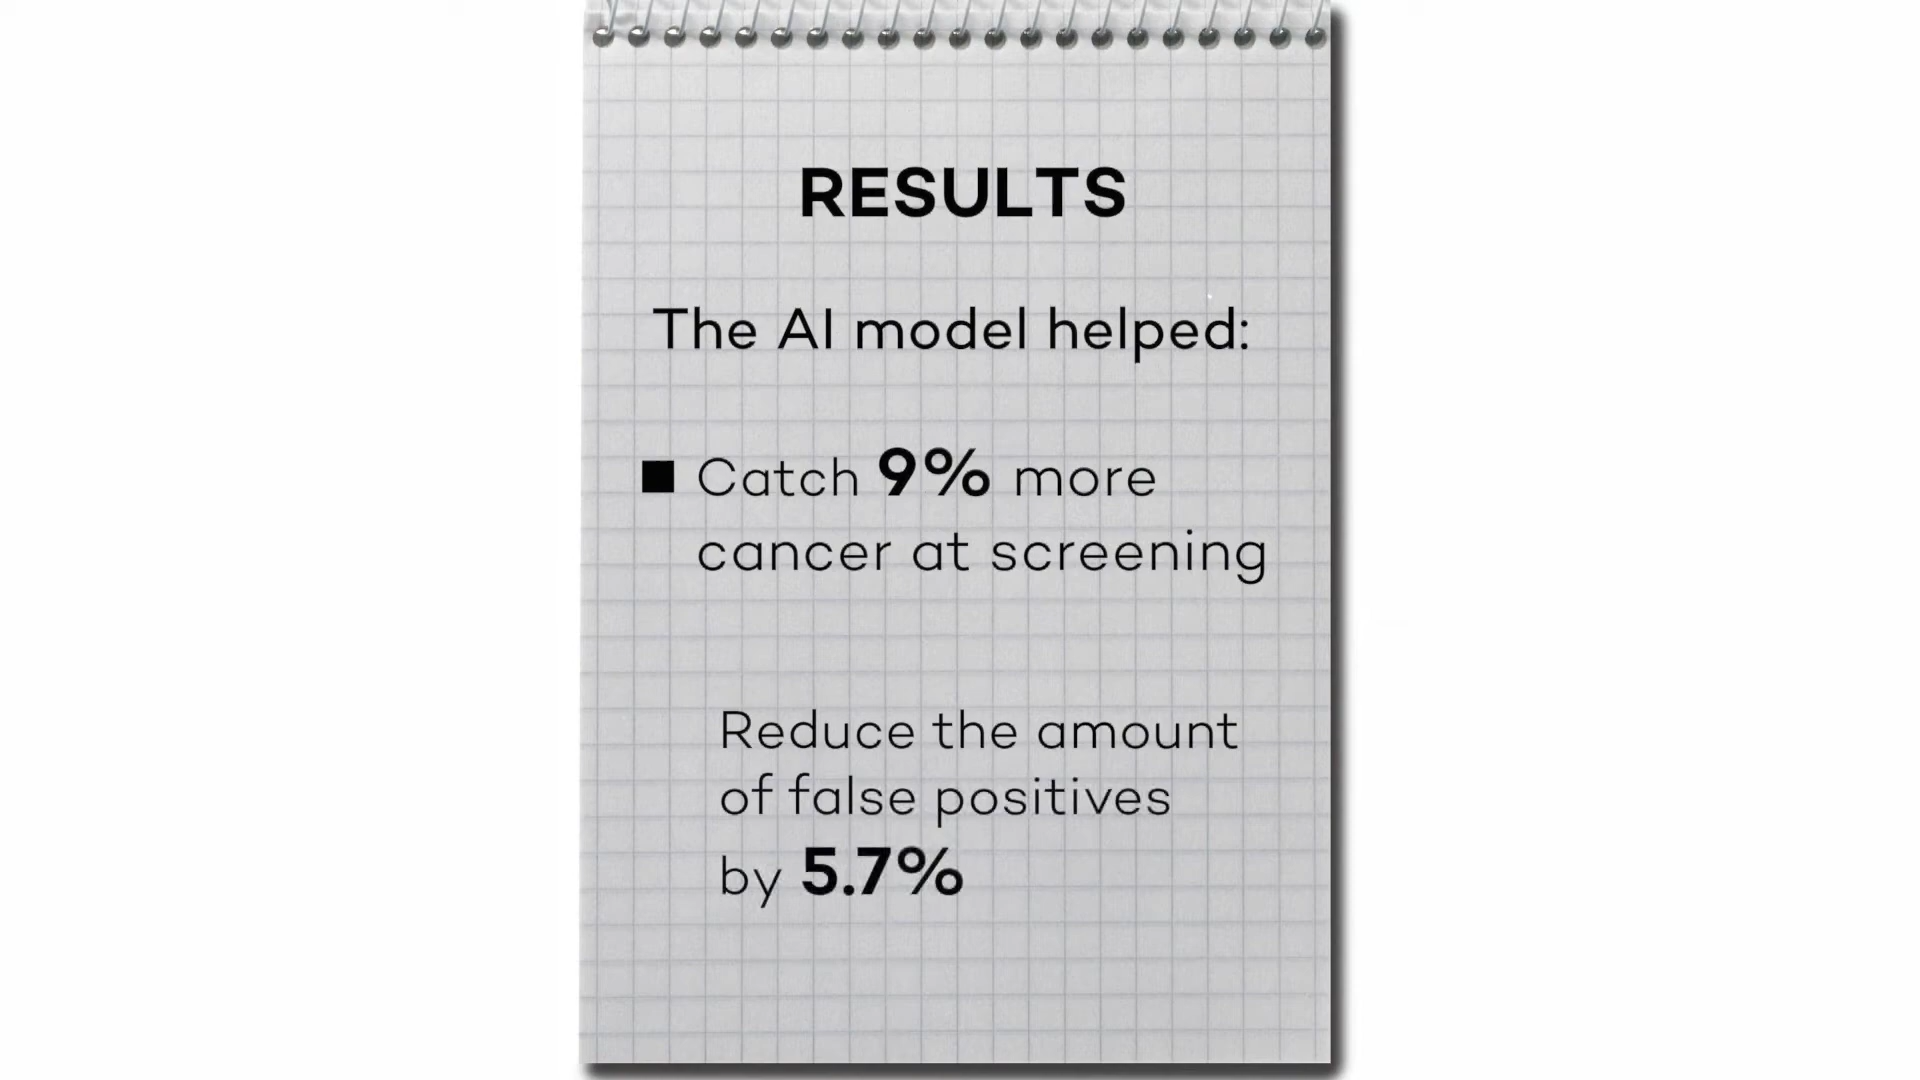 RESULTS
The AI model helped:
Catch 9% more
cancer at screening
Reduce the amount
of false positives
by 5.7%